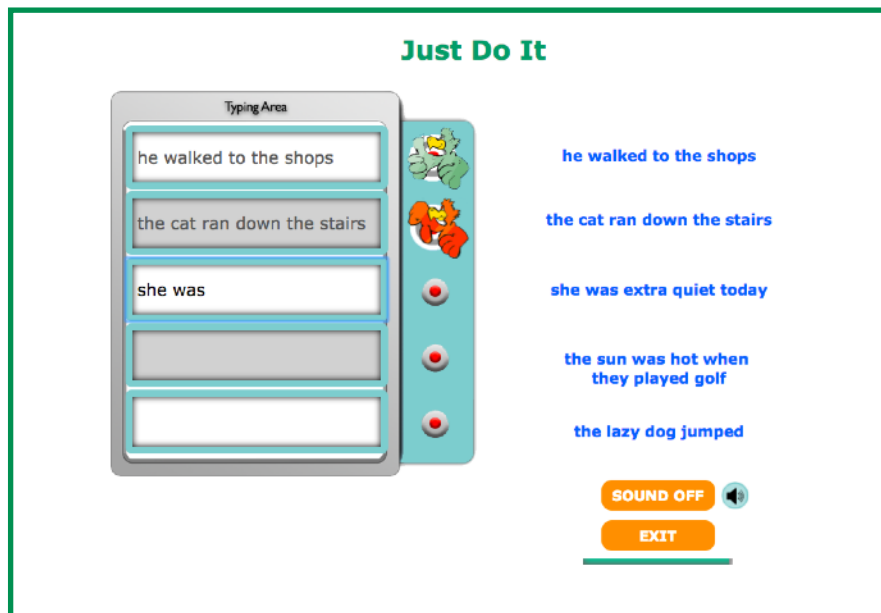 Just Do It
Typing Area
he walked to the shops
he walked to the shops
the cat ran down the stairs
the cat ran down the stairs
she was
she was extra quiet today
the sun was hot when
they played golf
the lazy dog jumped
SOUND OFF
EXIT